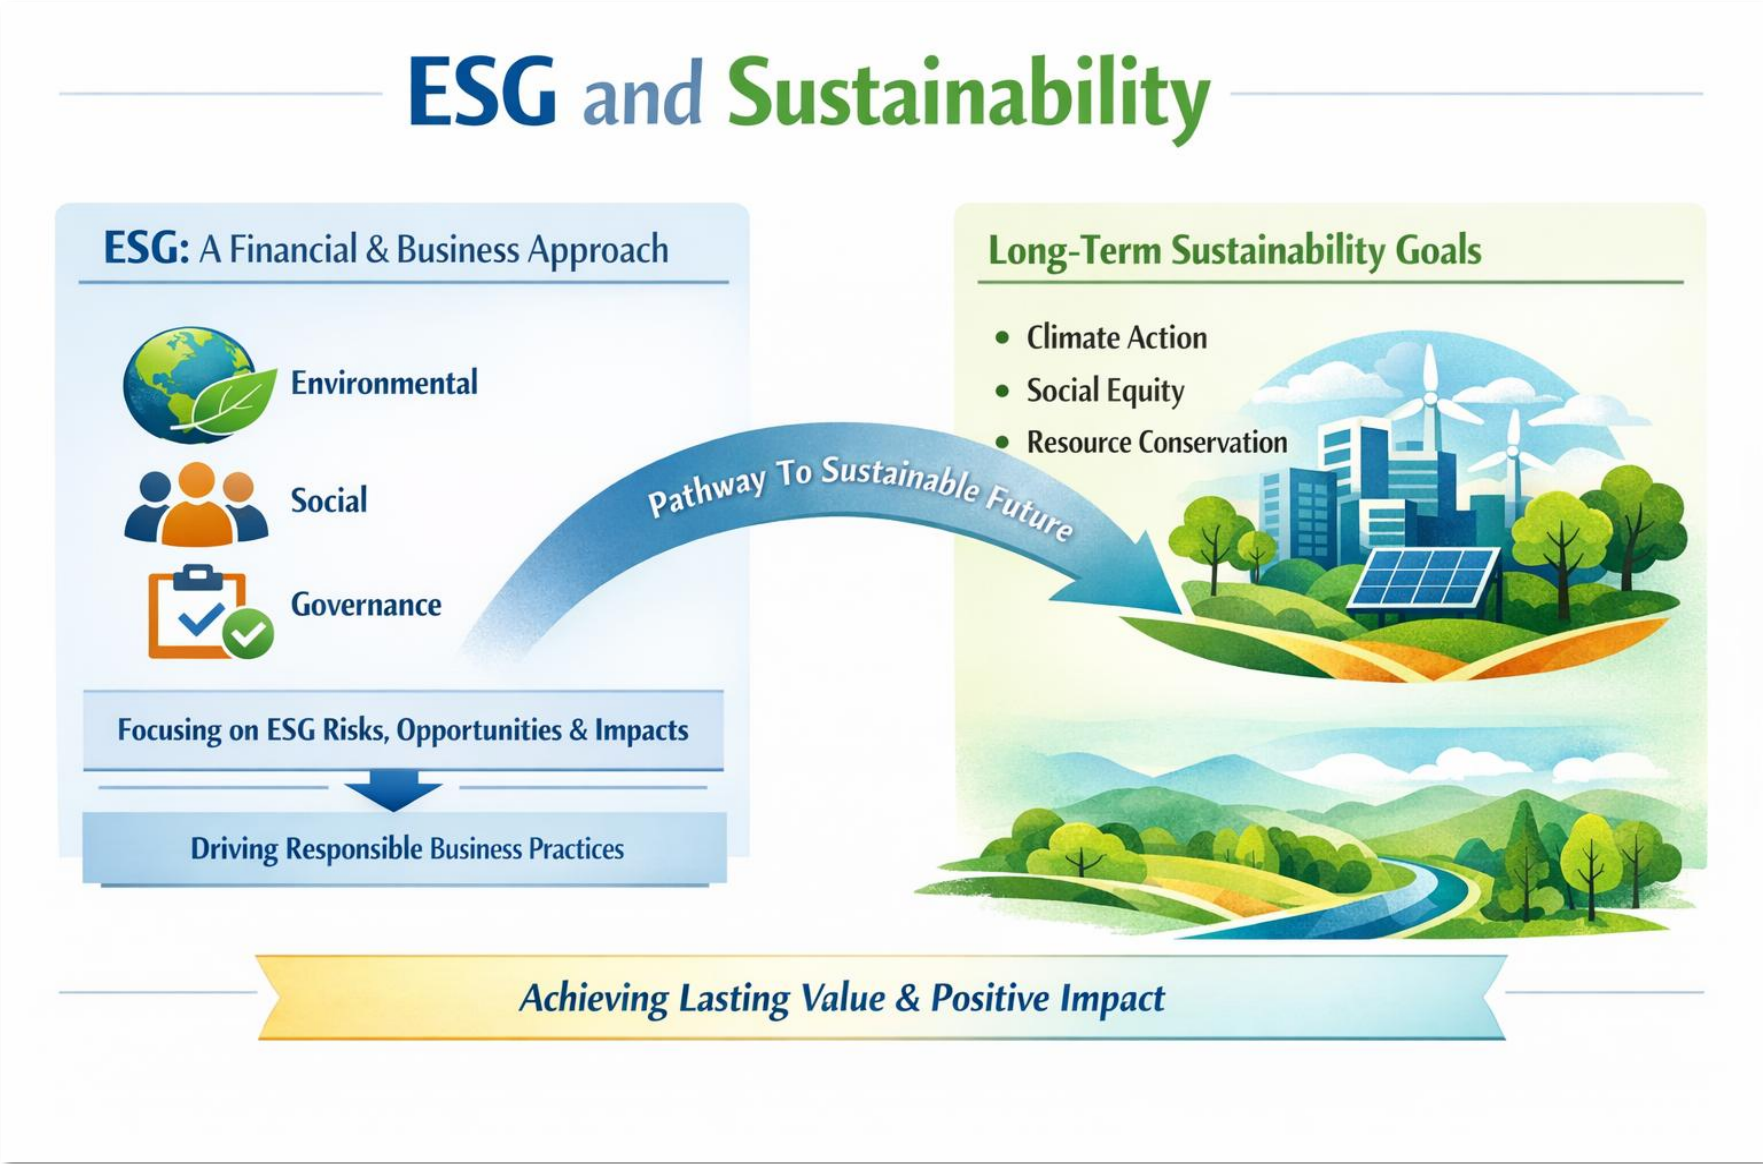 ESG and Sustainability
ESG: A Financial & Business Approach
Environmental
Social
Governance
Focusing on ESG Risks, Opportunities & Impacts
Driving Responsible Business Practices
Pathway To Sustainable Future
Long-Term Sustainability Goals
• Climate Action
• Social Equity
• Resource Conservation
Achieving Lasting Value & Positive Impact